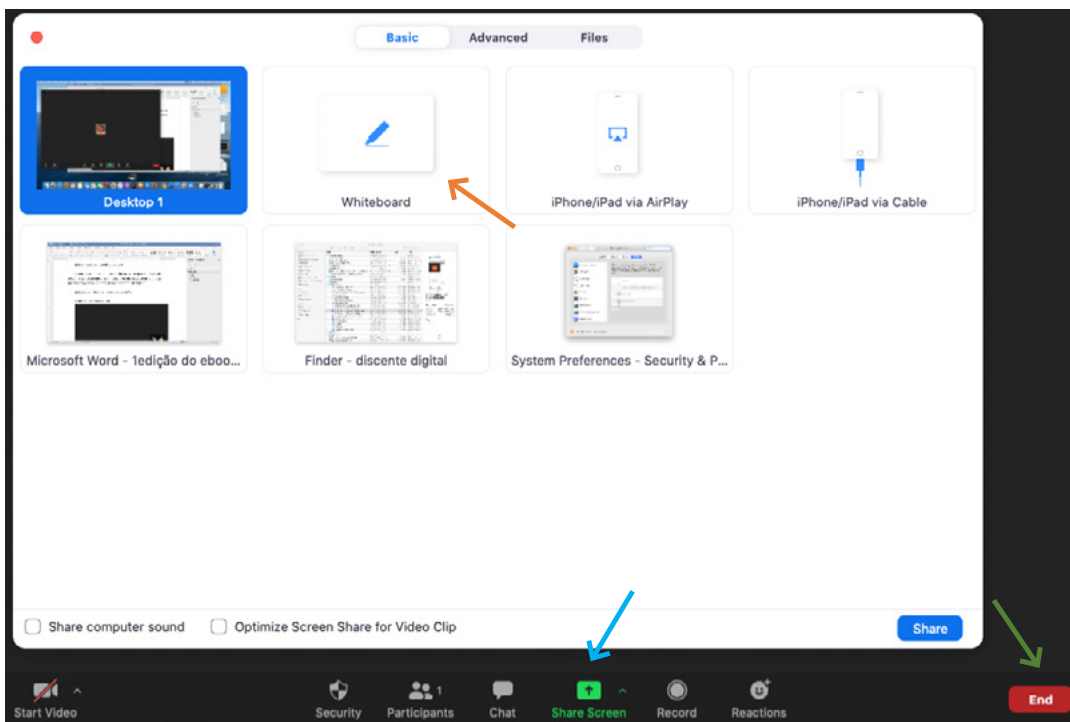 Basic Advanced Files
Desktop 1 Whiteboard iPhone/iPad via AirPlay iPhone/iPad via Cable
Microsoft Word - 1edição do eboo... Finder - discente digital System Preferences - Security & P...
Share computer sound Optimize Screen Share for Video Clip Share
1
Start Video Security Participants Chat Share Screen Record Reactions End